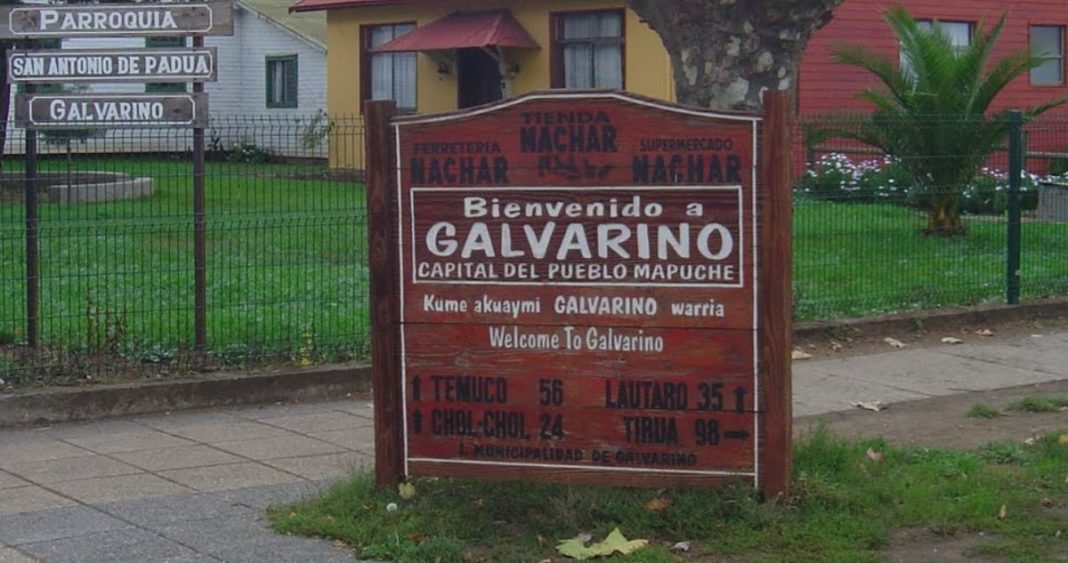 PARROQUIA
SAN ANTONIO DE PADUA
GALVARINO
TIENDA
NACHAR
FERRETERIA
NACHAR
SUPERMERCADO
NACHAR
Bienvenido a
GALVARINO
CAPITAL DEL PUEBLO MAPUCHE
Kume akuaymi GALVARINO warria
Welcome To Galvarino
↑ TEMUCO 56 LAUTARO 35 ↑
↑ CHOL-CHOL 24 TIRUA 98 →
I. MUNICIPALIDAD DE GALVARINO